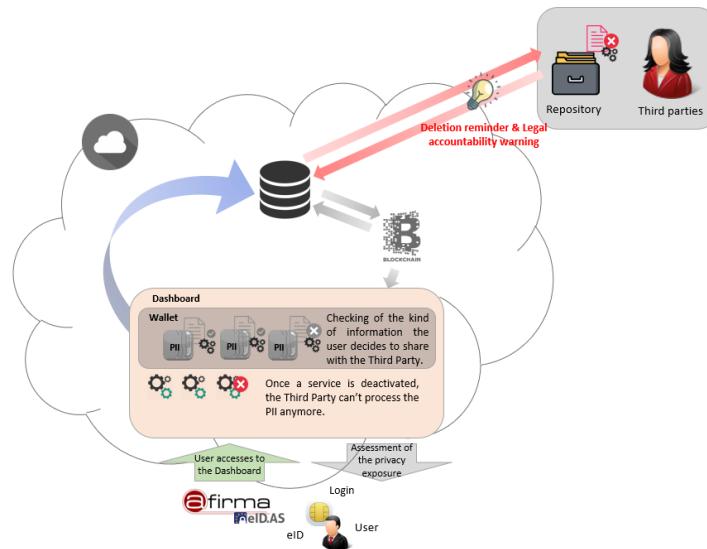 Repository
Third parties
Deletion reminder & Legal
accountability warning
BLOCKCHAIN
Dashboard
Wallet
PII
PII
PII
Checking of the kind
of information the
user decides to share
with the Third Party.
Once a service is deactivated,
the Third Party can't process the
PII anymore.
User accesses to
the Dashboard
Assessment of
the privacy
exposure
@firma
eID.AS
Login
eID
User